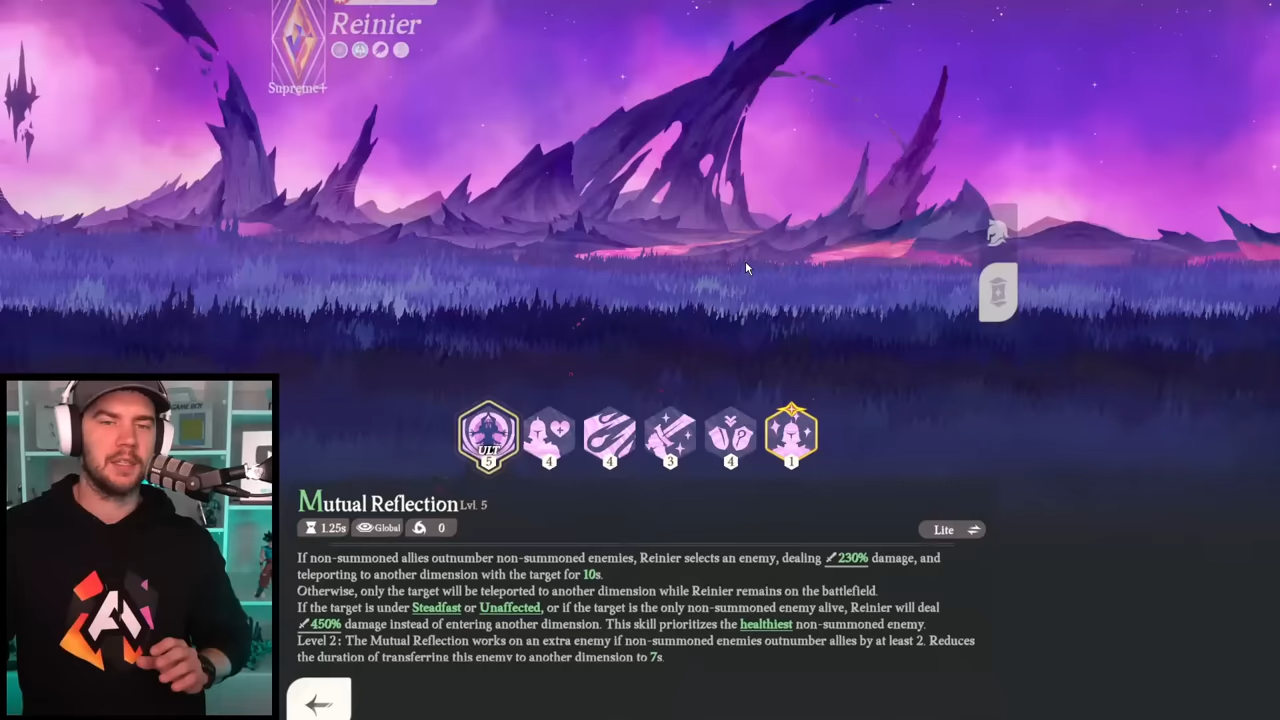 Reinier
Supreme+
ULT
5
4
4
3
4
1
Mutual Reflection Lvl. 5
1.25s Global 0
Lite
If non-summoned allies outnumber non-summoned enemies, Reinier selects an enemy, dealing 230% damage, and
teleporting to another dimension with the target for 10s.
Otherwise, only the target will be teleported to another dimension while Reinier remains on the battlefield.
If the target is under Steadfast or Unaffected, or if the target is the only non-summoned enemy alive, Reinier will deal
450% damage instead of entering another dimension. This skill prioritizes the healthiest non-summoned enemy.
Level 2: The Mutual Reflection works on an extra enemy if non-summoned enemies outnumber allies by at least 2. Reduces
the duration of transferring this enemy to another dimension to 7s.